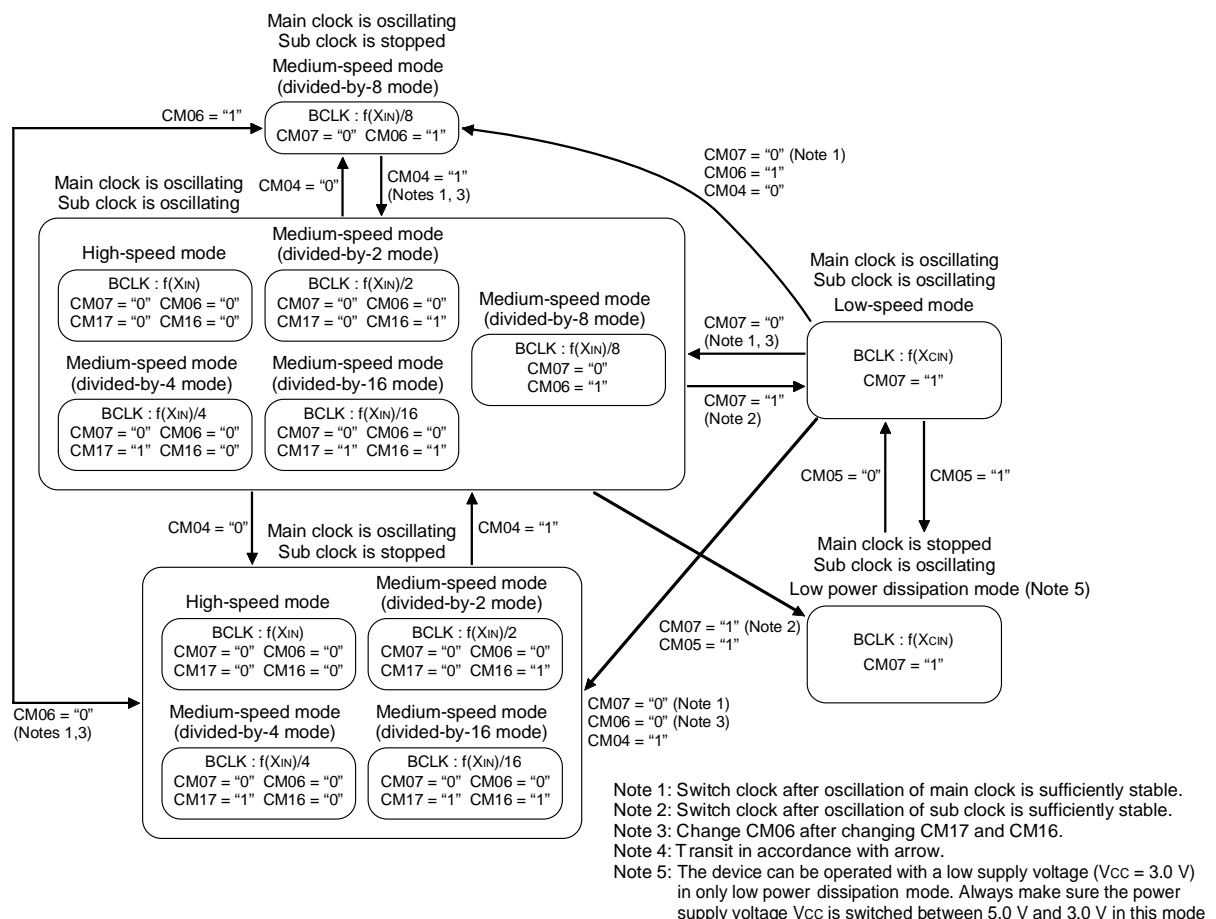 Main clock is oscillating
Sub clock is stopped
Medium-speed mode
(divided-by-8 mode)
CM06 = “1”
BCLK : f(XIN)/8
CM07 = “0” CM06 = “1”
CM07 = “0” (Note 1)
CM06 = “1”
CM04 = “0”
Main clock is oscillating
Sub clock is oscillating
CM04 = “0”
CM04 = “1”
(Notes 1, 3)
High-speed mode
BCLK : f(XIN)
CM07 = “0” CM06 = “0”
CM17 = “0” CM16 = “0”
Medium-speed mode
(divided-by-2 mode)
BCLK : f(XIN)/2
CM07 = “0” CM06 = “0”
CM17 = “0” CM16 = “1”
Medium-speed mode
(divided-by-8 mode)
BCLK : f(XIN)/8
CM07 = “0”
CM06 = “1”
Medium-speed mode
(divided-by-4 mode)
BCLK : f(XIN)/4
CM07 = “0” CM06 = “0”
CM17 = “1” CM16 = “0”
Medium-speed mode
(divided-by-16 mode)
BCLK : f(XIN)/16
CM07 = “0” CM06 = “0”
CM17 = “1” CM16 = “1”
CM07 = “0”
(Note 1, 3)
CM07 = “1”
(Note 2)
Main clock is oscillating
Sub clock is oscillating
Low-speed mode
BCLK : f(XCIN)
CM07 = “1”
CM05 = “0”
CM05 = “1”
CM04 = “0”
Main clock is oscillating
Sub clock is stopped
CM04 = “1”
Main clock is stopped
Sub clock is oscillating
Low power dissipation mode (Note 5)
BCLK : f(XCIN)
CM07 = “1”
CM07 = “1” (Note 2)
CM05 = “1”
High-speed mode
BCLK : f(XIN)
CM07 = “0” CM06 = “0”
CM17 = “0” CM16 = “0”
Medium-speed mode
(divided-by-2 mode)
BCLK : f(XIN)/2
CM07 = “0” CM06 = “0”
CM17 = “0” CM16 = “1”
CM06 = “0”
(Notes 1,3)
Medium-speed mode
(divided-by-4 mode)
BCLK : f(XIN)/4
CM07 = “0” CM06 = “0”
CM17 = “1” CM16 = “0”
Medium-speed mode
(divided-by-16 mode)
BCLK : f(XIN)/16
CM07 = “0” CM06 = “0”
CM17 = “1” CM16 = “1”
CM07 = “0” (Note 1)
CM06 = “0” (Note 3)
CM04 = “1”
Note 1: Switch clock after oscillation of main clock is sufficiently stable.
Note 2: Switch clock after oscillation of sub clock is sufficiently stable.
Note 3: Change CM06 after changing CM17 and CM16.
Note 4: Transit in accordance with arrow.
Note 5: The device can be operated with a low supply voltage (VCC = 3.0 V)
in only low power dissipation mode. Always make sure the power
supply voltage VCC is switched between 5.0 V and 3.0 V in this mode